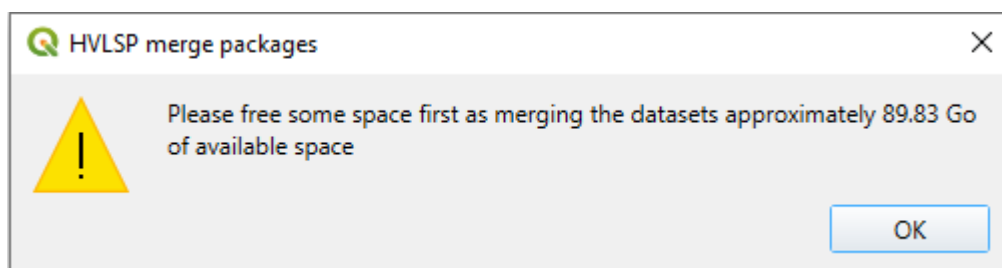 HVLSP merge packages
Please free some space first as merging the datasets approximately 89.83 Go
of available space
OK